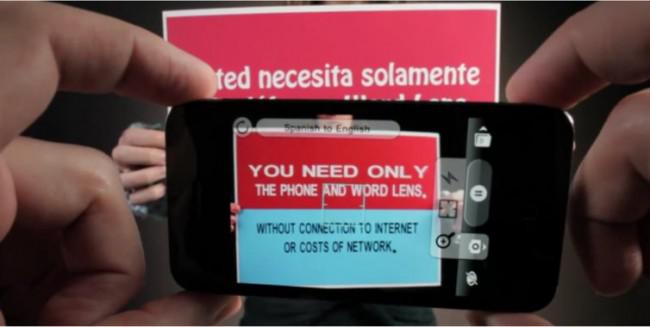 ted necesita solamente
Spanish to English
YOU NEED ONLY
THE PHONE AND WORD LENS.
WITHOUT CONNECTION TO INTERNET
OR COSTS OF NETWORK.